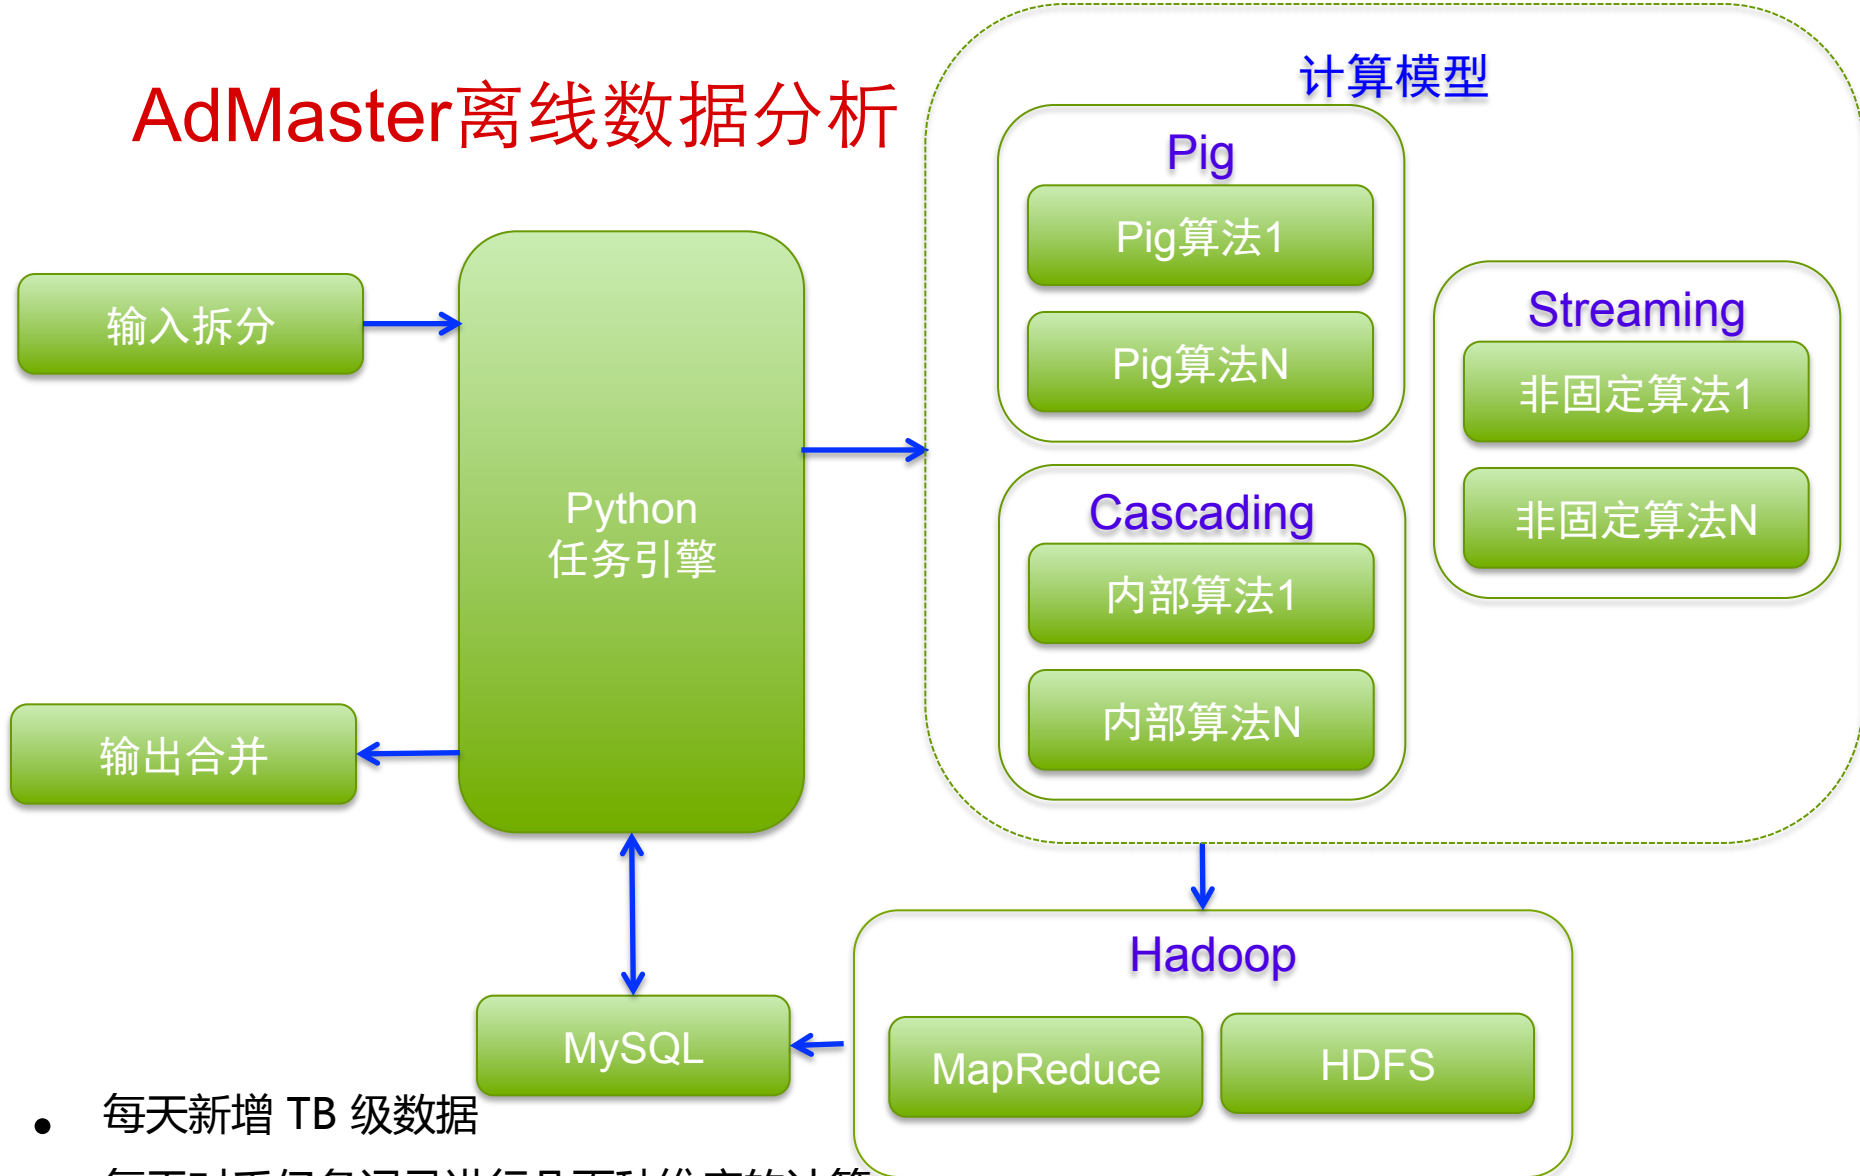 AdMaster离线数据分析
计算模型
Pig
Pig算法1
Pig算法N
Streaming
非固定算法1
非固定算法N
Cascading
内部算法1
内部算法N
输入拆分
Python
任务引擎
输出合并
Hadoop
MapReduce
HDFS
MySQL
• 每天新增 TB 级数据